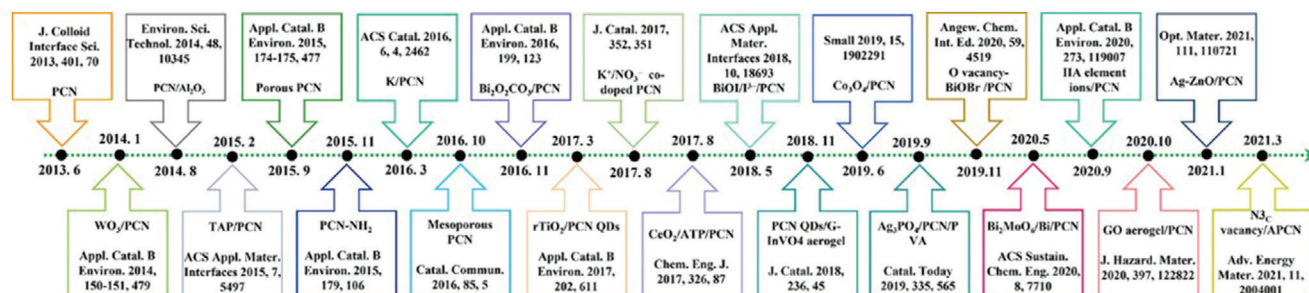 J. Colloid
Interface Sci.
2013, 401, 70
PCN
Environ. Sci.
Technol. 2014, 48,
10345
PCN/Al₂O₃
Appl. Catal. B
Environ. 2015,
174-175, 477
Porous PCN
ACS Catal. 2016,
6, 4, 2462
K/PCN
Appl. Catal. B
Environ. 2016,
199, 123
Bi₂O₂CO₃/PCN
J. Catal. 2017,
352, 351
K⁺/NO₃⁻ co-
doped PCN
ACS Appl.
Mater.
Interfaces 2018,
10, 18693
BiOI/I³⁻/PCN
Small 2019, 15,
1902291
Co₃O₄/PCN
Angew. Chem.
Int. Ed. 2020, 59,
4519
O vacancy-
BiOBr /PCN
Appl. Catal. B
Environ. 2020,
273, 119007
IIA element
ions/PCN
Opt. Mater. 2021,
111, 110721
Ag-ZnO/PCN
2013. 6
2014. 1
2014. 8
2015. 2
2015. 9
2015. 11
2016. 3
2016. 10
2016. 11
2017. 3
2017. 8
2017. 8
2018. 5
2018. 11
2019. 6
2019.9
2019.11
2020.5
2020.9
2020.10
2021.1
2021.3
WO₃/PCN
Appl. Catal. B
Environ. 2014,
150-151, 479
TAP/PCN
ACS Appl. Mater.
Interfaces 2015, 7,
5497
PCN-NH₂
Appl. Catal. B
Environ. 2015,
179, 106
Mesoporous
PCN
Catal. Commun.
2016, 85, 5
rTiO₂/PCN QDs
Appl. Catal. B
Environ. 2017,
202, 611
CeO₂/ATP/PCN
Chem. Eng. J.
2017, 326, 87
PCN QDs/G-
InVO4 aerogel
J. Catal. 2018,
236, 45
Ag₃PO₄/PCN/P
VA
Catal. Today
2019, 335, 565
Bi₂MoO₆/Bi/PCN
ACS Sustain.
Chem. Eng. 2020,
8, 7710
GO aerogel/PCN
J. Hazard. Mater.
2020, 397, 122822
N3_C
vacancy/APCN
Adv. Energy
Mater. 2021, 11,
2004001